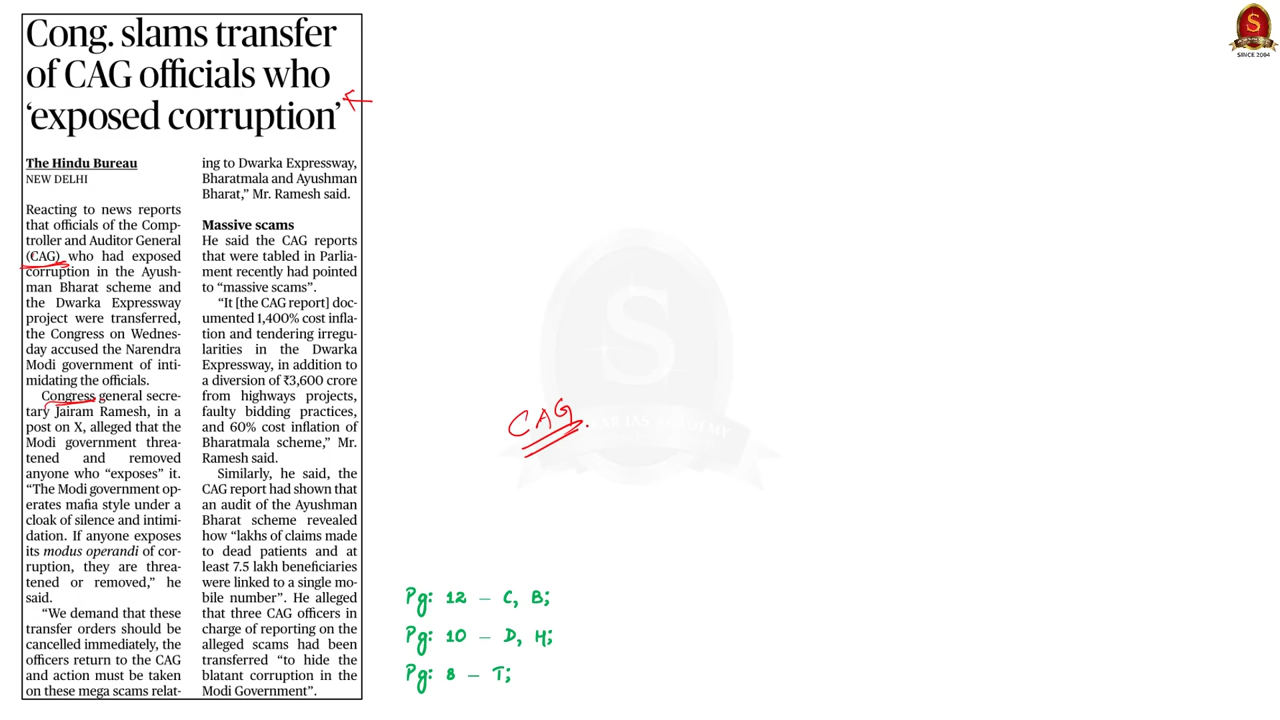 Cong. slams transfer
of CAG officials who
‘exposed corruption’
The Hindu Bureau
NEW DELHI
Reacting to news reports
that officials of the Comp-
troller and Auditor General
(CAG) who had exposed
corruption in the Ayush-
man Bharat scheme and
the Dwarka Expressway
project were transferred,
the Congress on Wednes-
day accused the Narendra
Modi government of inti-
midating the officials.
Congress general secre-
tary Jairam Ramesh, in a
post on X, alleged that the
Modi government threa-
tened and removed
anyone who “exposes” it.
“The Modi government op-
erates mafia style under a
cloak of silence and intimi-
dation. If anyone exposes
its modus operandi of cor-
ruption, they are threa-
tened or removed,” he
said.
“We demand that these
transfer orders should be
cancelled immediately, the
officers return to the CAG
and action must be taken
on these mega scams relat-
ing to Dwarka Expressway,
Bharatmala and Ayushman
Bharat,” Mr. Ramesh said.
Massive scams
He said the CAG reports
that were tabled in Parlia-
ment recently had pointed
to “massive scams”.
“It [the CAG report] doc-
umented 1,400% cost infla-
tion and tendering irregu-
larities in the Dwarka
Expressway, in addition to
a diversion of ₹3,600 crore
from highways projects,
faulty bidding practices,
and 60% cost inflation of
Bharatmala scheme,” Mr.
Ramesh said.
Similarly, he said, the
CAG report had shown that
an audit of the Ayushman
Bharat scheme revealed
how “lakhs of claims made
to dead patients and at
least 7.5 lakh beneficiaries
were linked to a single mo-
bile number”. He alleged
that three CAG officers in
charge of reporting on the
alleged scams had been
transferred “to hide the
blatant corruption in the
Modi Government”.
CAG.
Pg: 12 – C, B;
Pg: 10 – D, H;
Pg: 8 – T;
S
SINCE 2004
S
IAS ACADEMY